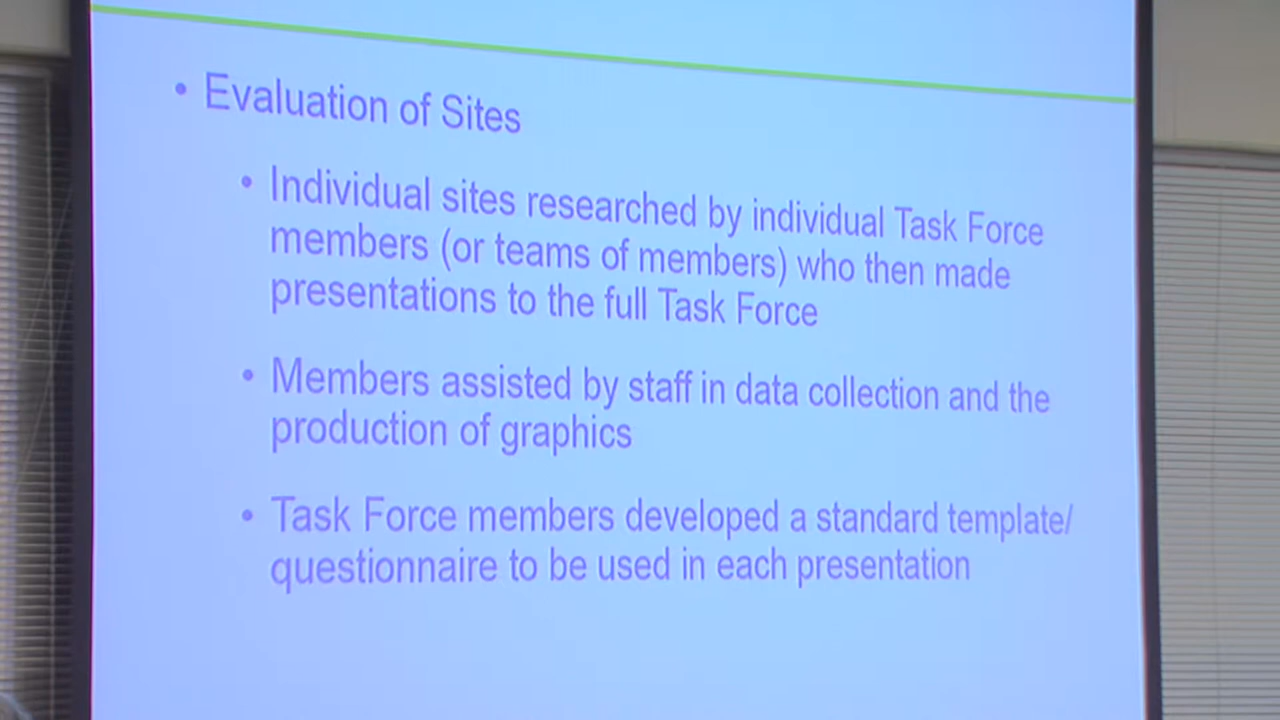 • Evaluation of Sites
• Individual sites researched by individual Task Force
members (or teams of members) who then made
presentations to the full Task Force
• Members assisted by staff in data collection and the
production of graphics
• Task Force members developed a standard template/
questionnaire to be used in each presentation